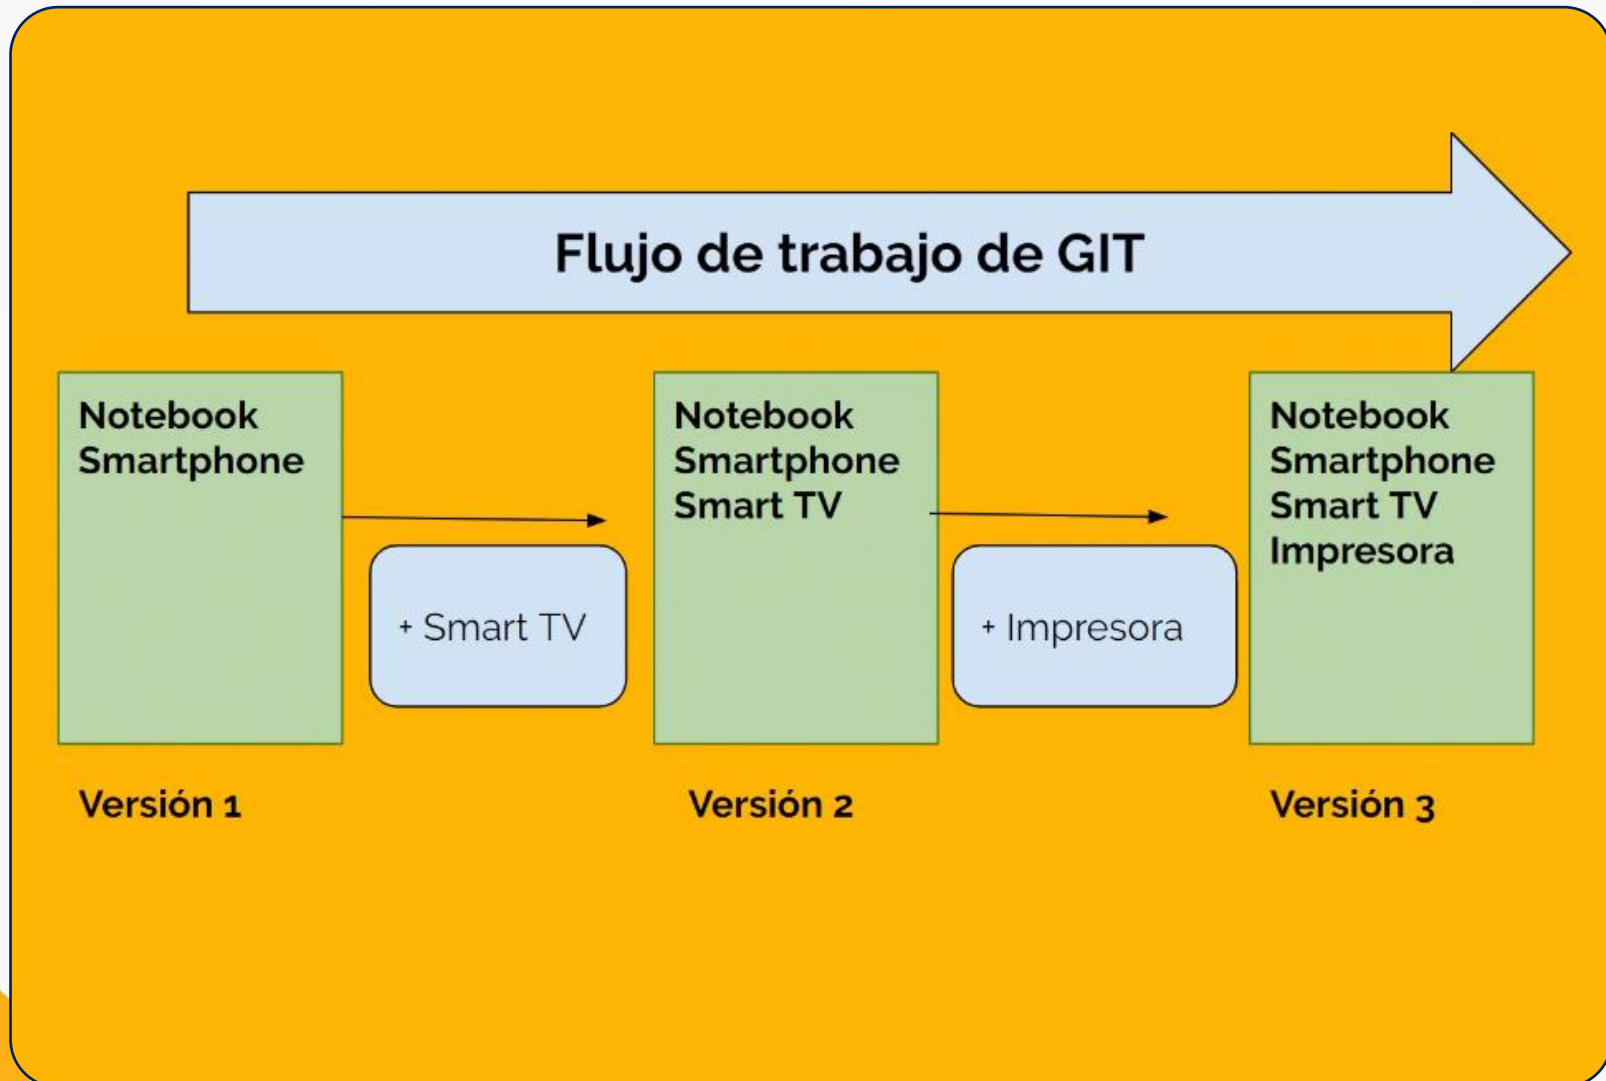 Flujo de trabajo de GIT
Notebook
Smartphone
+ Smart TV
Notebook
Smartphone
Smart TV
+ Impresora
Notebook
Smartphone
Smart TV
Impresora
Versión 1
Versión 2
Versión 3